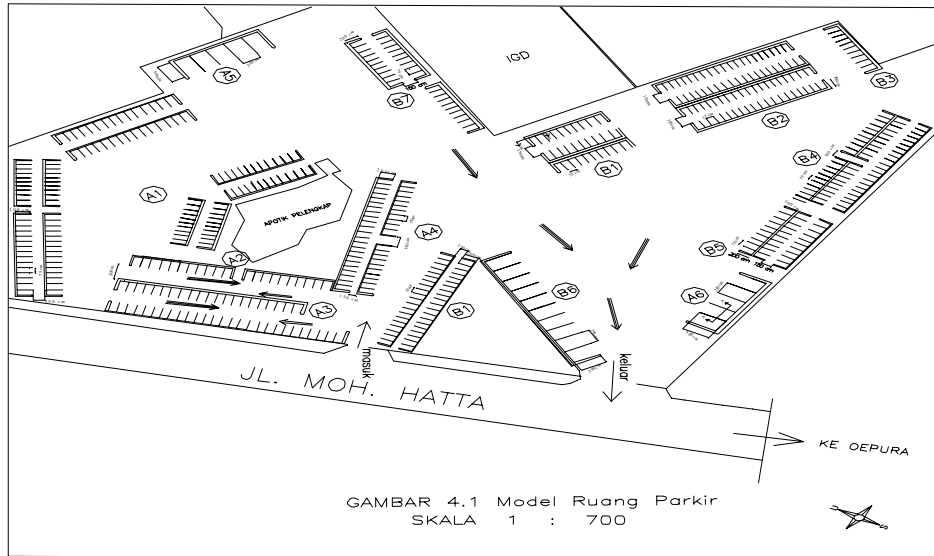 IGD
A5
B7
B3
B2
B1
B4
A1
APOTIK PELENGKAP
A4
A2
B5
A3
B1
B6
A6
masuk
keluar
JL. MOH. HATTA
KE OEPURA
GAMBAR 4.1 Model Ruang Parkir
SKALA 1 : 700